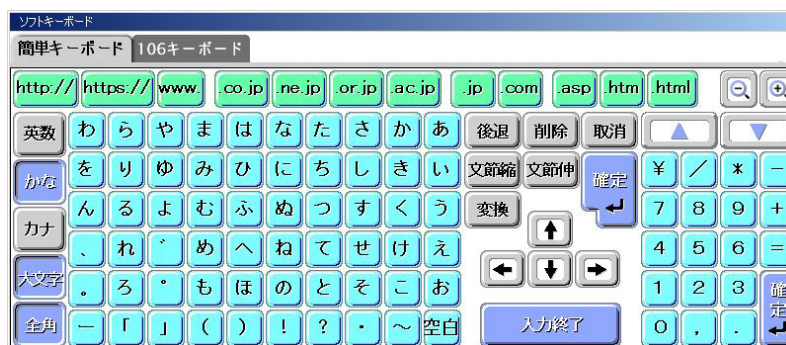 ソフトキーボード
簡単キーボード 106キーボード
http:// https:// www. .co.jp .ne.jp .or.jp .ac.jp .jp .com .asp .htm .html
英数 わ ら や ま は な た さ か あ 後退 削除 取消
かな を り ゆ み ひ に ち し き い 文節縮 文節伸 確定 ¥ / * -
カナ ん る よ む ふ ぬ つ す く う 変換 7 8 9 +
大文字 、 れ ゛ め へ ね て せ け え 4 5 6 =
。 ろ ゜ も ほ の と そ こ お 1 2 3 確定
全角 ー 「 」 ( ) ! ? ・ ~ 空白 入力終了 0 , .